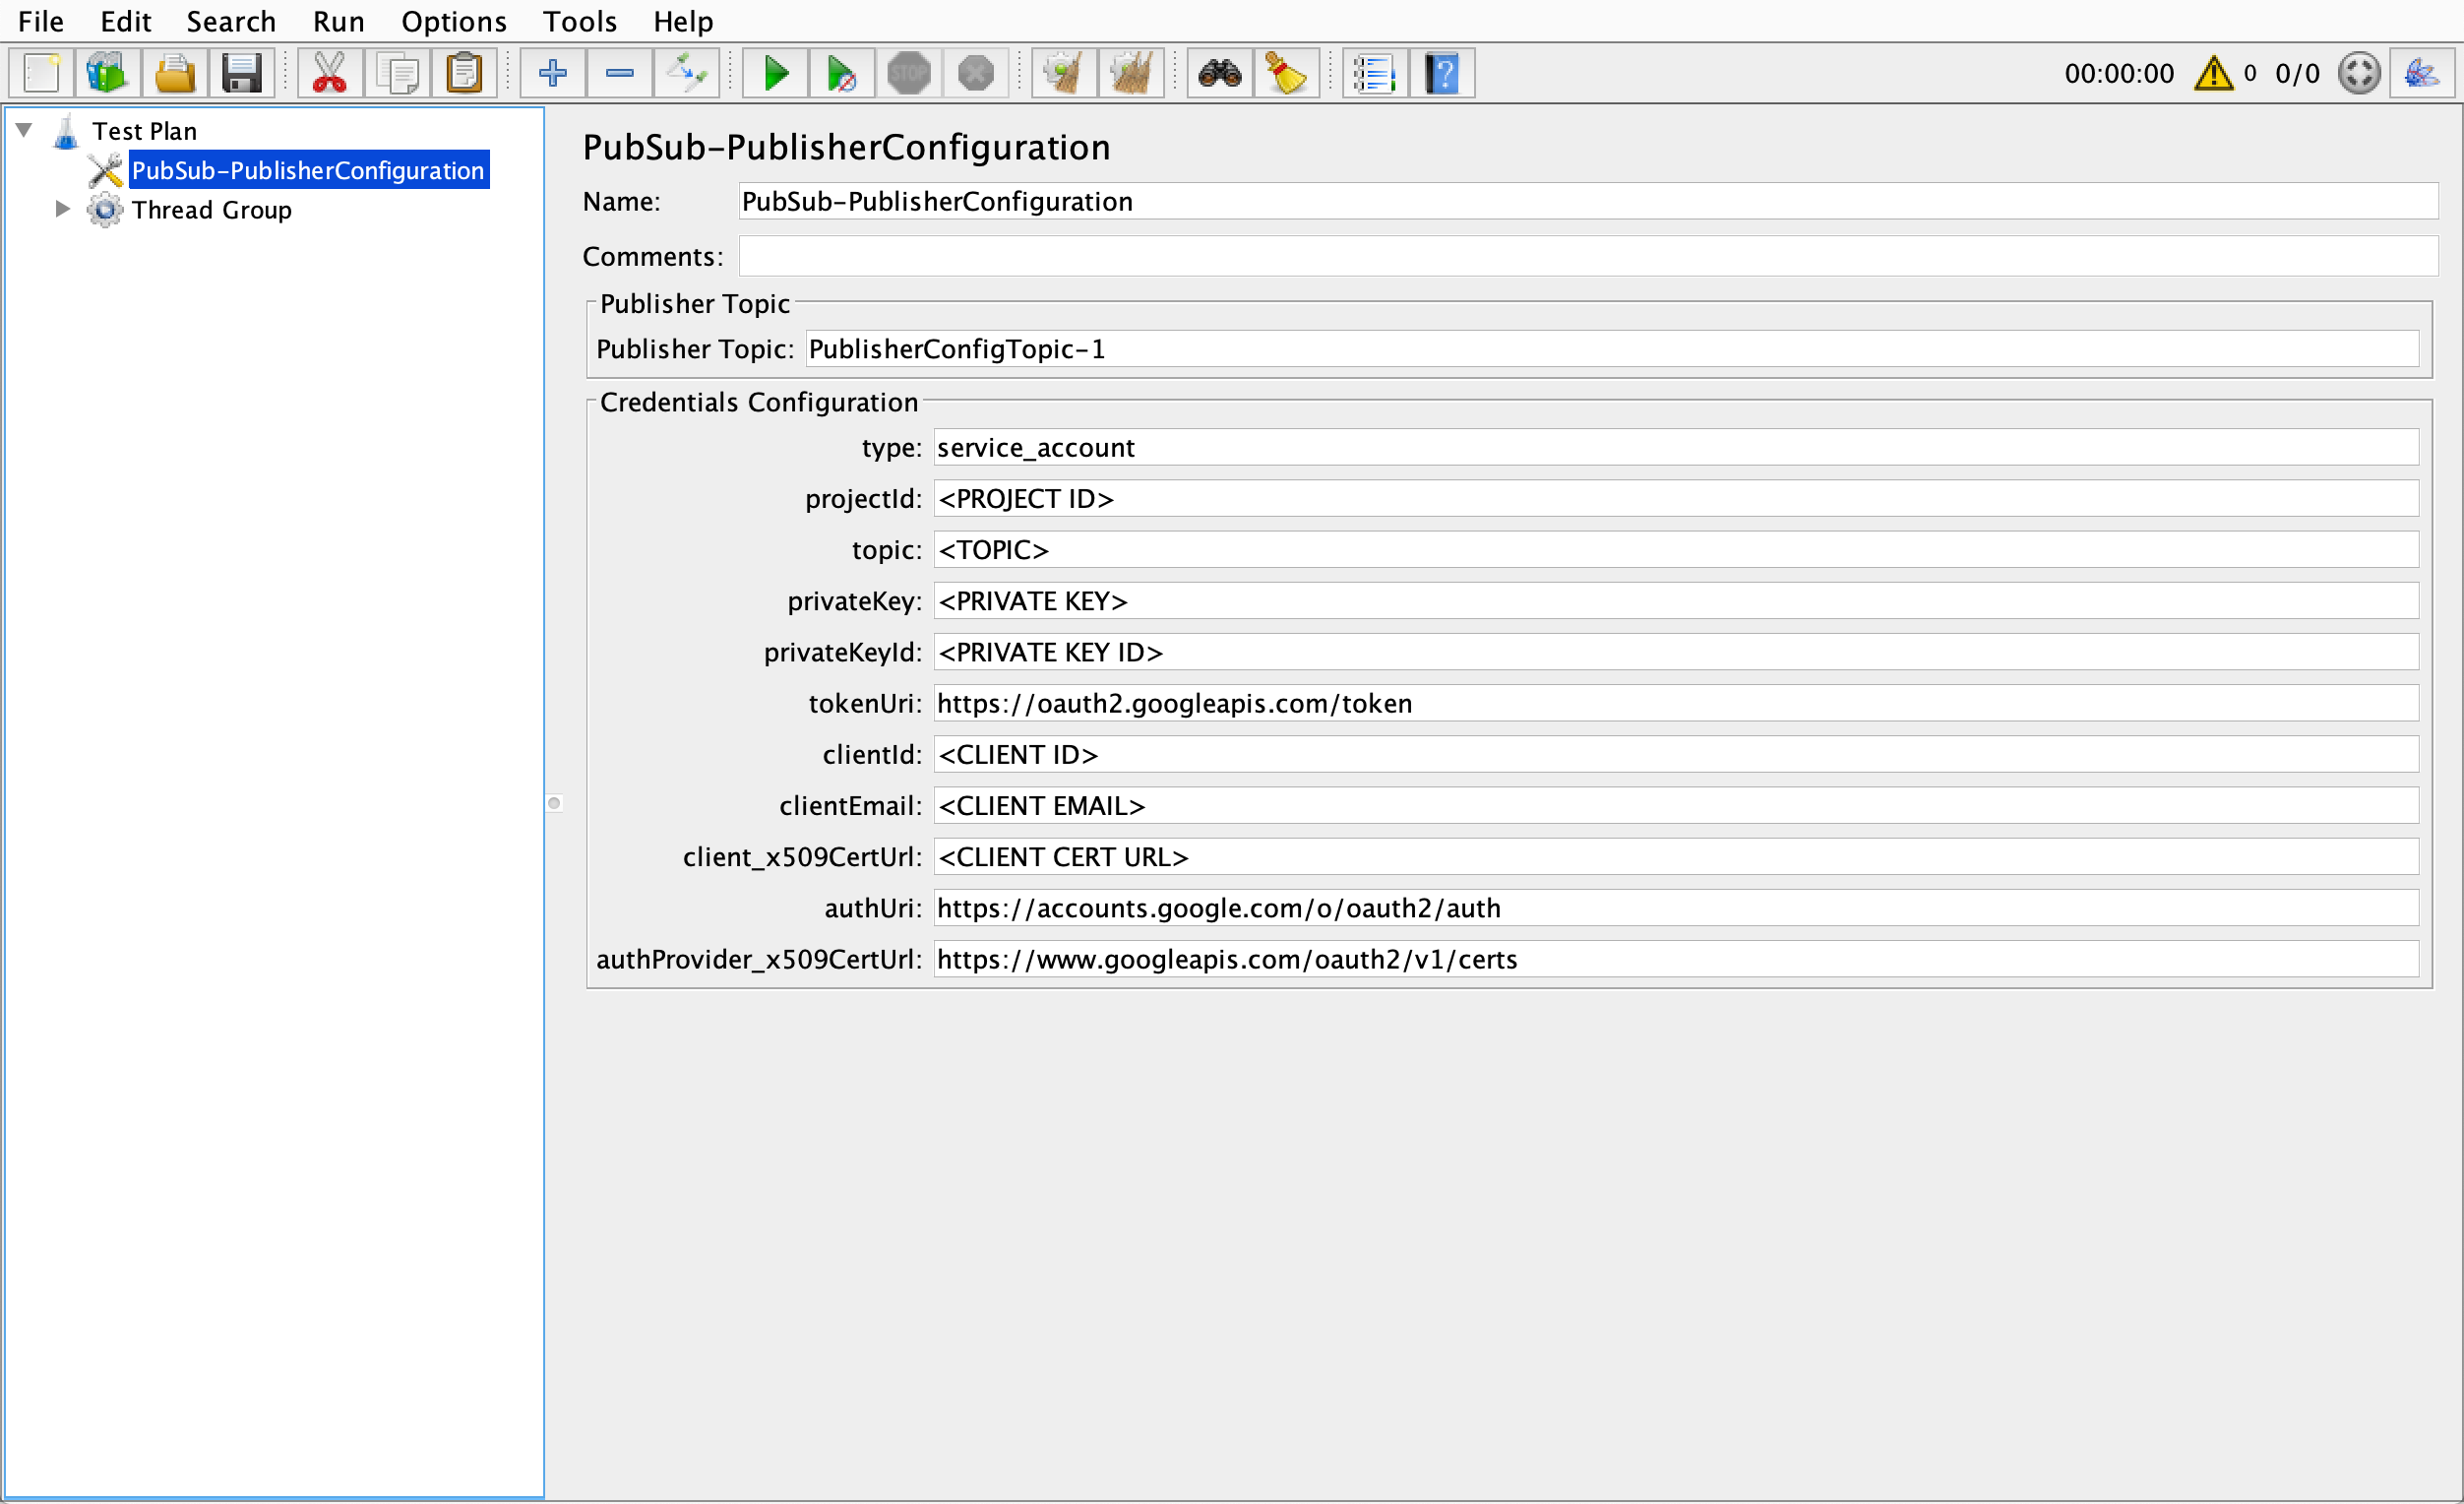 File Edit Search Run Options Tools Help
STOP 00:00:00 0 0/0
Test Plan
PubSub-PublisherConfiguration
Thread Group
PubSub-PublisherConfiguration
Name: PubSub-PublisherConfiguration
Comments:
Publisher Topic
Publisher Topic: PublisherConfigTopic-1
Credentials Configuration
type: service_account
projectId: <PROJECT ID>
topic: <TOPIC>
privateKey: <PRIVATE KEY>
privateKeyId: <PRIVATE KEY ID>
tokenUri: https://oauth2.googleapis.com/token
clientId: <CLIENT ID>
clientEmail: <CLIENT EMAIL>
client_x509CertUrl: <CLIENT CERT URL>
authUri: https://accounts.google.com/o/oauth2/auth
authProvider_x509CertUrl: https://www.googleapis.com/oauth2/v1/certs